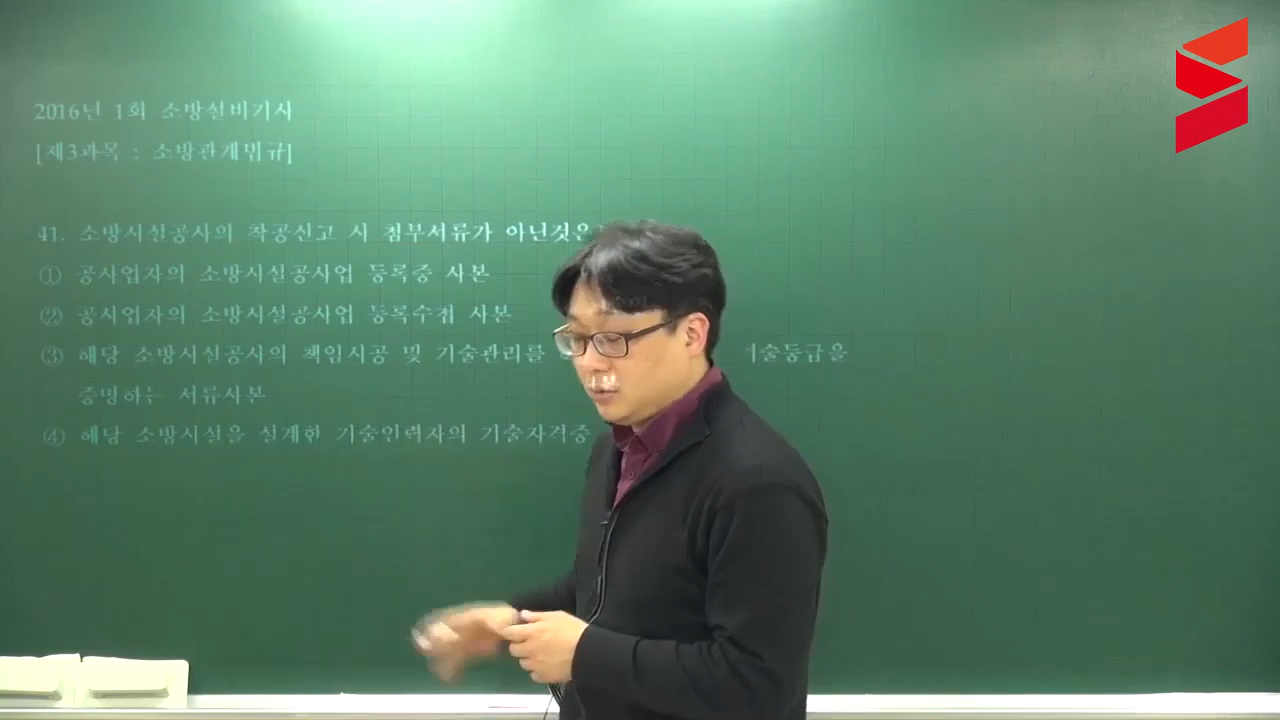 2016년 1회 소방설비기사
[제3과목 : 소방관계법규]
41. 소방시설공사의 착공신고 시 첨부서류가 아닌것은
① 공사업자의 소방시설공사업 등록증 사본
② 공사업자의 소방시설공사업 등록수첩 사본
③ 해당 소방시설공사의 책임시공 및 기술관리를 기술등급을
증명하는 서류사본
④ 해당 소방시설을 설계한 기술인력자의 기술자격증